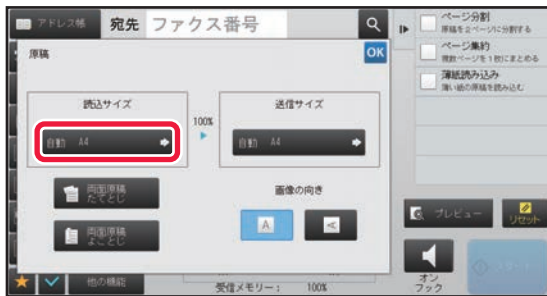 アドレス帳
宛先 ファクス番号
原稿
OK
読込サイズ
100%
送信サイズ
自動 A4
自動 A4
両面原稿
たてとじ
両面原稿
よことじ
画像の向き
A
A
ページ分割
原稿を2ページに分割する
ページ集約
複数ページを1枚にまとめる
薄紙読み込み
薄い紙の原稿を読み込む
プレビュー
リセット
オン
フック
スタート
他の機能
受信メモリー: 100%